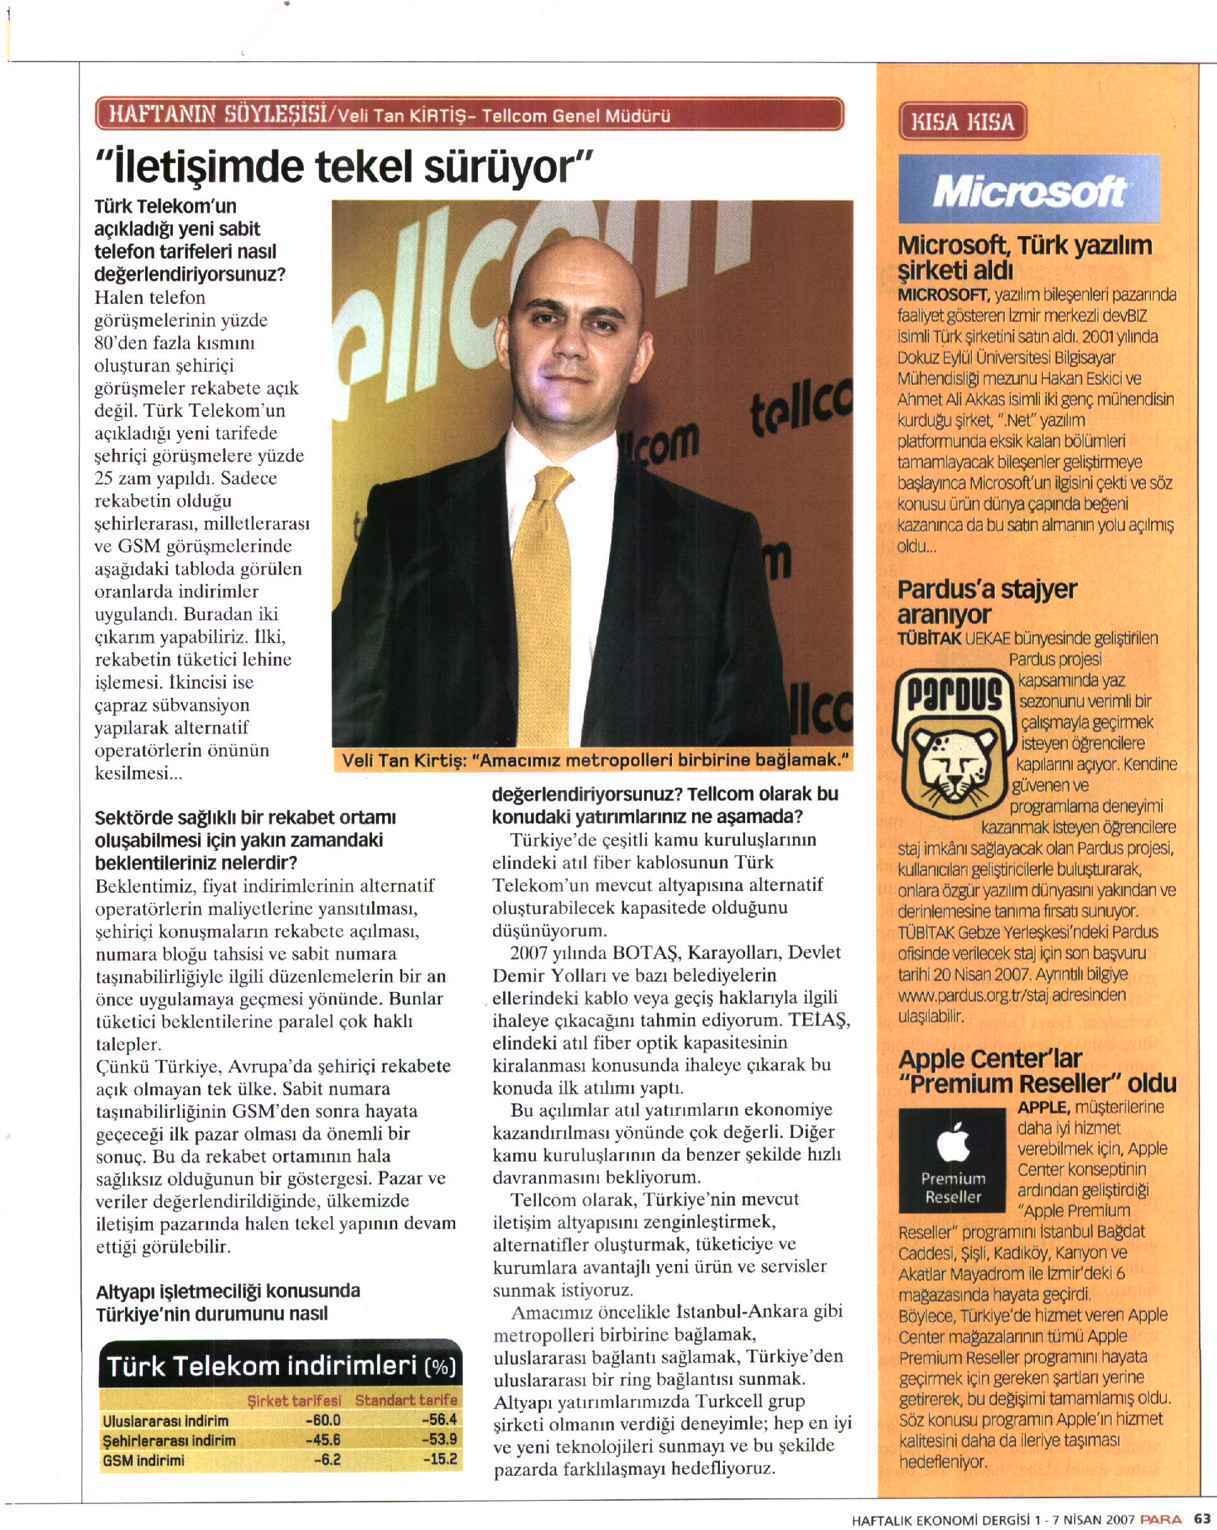 HAFTANIN SÖYLEŞİSİ/Veli Tan KİRTİŞ- Tellcom Genel Müdürü
"İletişimde tekel sürüyor"
Türk Telekom'un
açıkladığı yeni sabit
telefon tarifeleri nasıl
değerlendiriyorsunuz?
Halen telefon
görüşmelerinin yüzde
80'den fazla kısmını
oluşturan şehiriçi
görüşmeler rekabete açık
değil. Türk Telekom'un
açıkladığı yeni tarifede
şehriçi görüşmelere yüzde
25 zam yapıldı. Sadece
rekabetin olduğu
şehirlerarası, milletlerarası
ve GSM görüşmelerinde
aşağıdaki tabloda görülen
oranlarda indirimler
uygulandı. Buradan iki
çıkarım yapabiliriz. İlki,
rekabetin tüketici lehine
işlemesi. İkincisi ise
çapraz sübvansiyon
yapılarak alternatif
operatörlerin önünün
kesilmesi...
tellcom
tellco
lcom
m
llco
Veli Tan Kirtiş: "Amacımız metropolleri birbirine bağlamak."
Sektörde sağlıklı bir rekabet ortamı
oluşabilmesi için yakın zamandaki
beklentileriniz nelerdir?
Beklentimiz, fiyat indirimlerinin alternatif
operatörlerin maliyetlerine yansıtılması,
şehiriçi konuşmaların rekabete açılması,
numara bloğu tahsisi ve sabit numara
taşınabilirliğiyle ilgili düzenlemelerin bir an
önce uygulamaya geçmesi yönünde. Bunlar
tüketici beklentilerine paralel çok haklı
talepler.
Çünkü Türkiye, Avrupa'da şehiriçi rekabete
açık olmayan tek ülke. Sabit numara
taşınabilirliğinin GSM'den sonra hayata
geçeceği ilk pazar olması da önemli bir
sonuç. Bu da rekabet ortamının hala
sağlıksız olduğunun bir göstergesi. Pazar ve
veriler değerlendirildiğinde, ülkemizde
iletişim pazarında halen tekel yapının devam
ettiği görülebilir.
Altyapı işletmeciliği konusunda
Türkiye'nin durumunu nasıl
Türk Telekom indirimleri (%)
Şirket tarifesi Standart tarife
Uluslararası indirim -60.0 -56.4
Şehirlerarası indirim -45.6 -53.9
GSM indirimi -6.2 -15.2
değerlendiriyorsunuz? Tellcom olarak bu
konudaki yatırımlarınız ne aşamada?
Türkiye'de çeşitli kamu kuruluşlarının
elindeki atıl fiber kablosunun Türk
Telekom'un mevcut altyapısına alternatif
oluşturabilecek kapasitede olduğunu
düşünüyorum.
2007 yılında BOTAŞ, Karayolları, Devlet
Demir Yolları ve bazı belediyelerin
ellerindeki kablo veya geçiş haklarıyla ilgili
ihaleye çıkacağını tahmin ediyorum. TEİAŞ,
elindeki atıl fiber optik kapasitesinin
kiralanması konusunda ihaleye çıkarak bu
konuda ilk atılımı yaptı.
Bu açılımlar atıl yatırımların ekonomiye
kazandırılması yönünde çok değerli. Diğer
kamu kuruluşlarının da benzer şekilde hızlı
davranmasını bekliyorum.
Tellcom olarak, Türkiye'nin mevcut
iletişim altyapısını zenginleştirmek,
alternatifler oluşturmak, tüketiciye ve
kurumlara avantajlı yeni ürün ve servisler
sunmak istiyoruz.
Amacımız öncelikle İstanbul-Ankara gibi
metropolleri birbirine bağlamak,
uluslararası bağlantı sağlamak, Türkiye'den
uluslararası bir ring bağlantısı sunmak.
Altyapı yatırımlarımızda Turkcell grup
şirketi olmanın verdiği deneyimle; hep en iyi
ve yeni teknolojileri sunmayı ve bu şekilde
pazarda farklılaşmayı hedefliyoruz.
KISA KISA
Microsoft
Microsoft, Türk yazılım
şirketi aldı
MICROSOFT, yazılım bileşenleri pazarında
faaliyet gösteren İzmir merkezli devBIZ
isimli Türk şirketini satın aldı. 2001 yılında
Dokuz Eylül Üniversitesi Bilgisayar
Mühendisliği mezunu Hakan Eskici ve
Ahmet Ali Akkas isimli iki genç mühendisin
kurduğu şirket, ".Net" yazılım
platformunda eksik kalan bölümleri
tamamlayacak bileşenler geliştirmeye
başlayınca Microsoft'un ilgisini çekti ve söz
konusu ürün dünya çapında beğeni
kazanınca da bu satın almanın yolu açılmış
oldu...
Pardus'a stajyer
aranıyor
TÜBİTAK UEKAE bünyesinde geliştirilen
Pardus projesi
kapsamında yaz
sezonunu verimli bir
çalışmayla geçirmek
isteyen öğrencilere
kapılarını açıyor. Kendine
güvenen ve
programlama deneyimi
kazanmak isteyen öğrencilere
staj imkânı sağlayacak olan Pardus projesi,
kullanıcıları geliştiricilerle buluşturarak,
onlara özgür yazılım dünyasını yakından ve
derinlemesine tanıma fırsatı sunuyor.
TÜBİTAK Gebze Yerleşkesi'ndeki Pardus
ofisinde verilecek staj için son başvuru
tarihi 20 Nisan 2007. Ayrıntılı bilgiye
www.pardus.org.tr/staj adresinden
ulaşılabilir.
PARDUS
Apple Center'lar
"Premium Reseller" oldu
Premium
Reseller
APPLE, müşterilerine
daha iyi hizmet
verebilmek için, Apple
Center konseptinin
ardından geliştirdiği
"Apple Premium
Reseller" programını İstanbul Bağdat
Caddesi, Şişli, Kadıköy, Kanyon ve
Akatlar Mayadrom ile İzmir'deki 6
mağazasında hayata geçirdi.
Böylece, Türkiye'de hizmet veren Apple
Center mağazalarının tümü Apple
Premium Reseller programını hayata
geçirmek için gereken şartları yerine
getirerek, bu değişimi tamamlamış oldu.
Söz konusu programın Apple'ın hizmet
kalitesini daha da ileriye taşıması
hedefleniyor.
HAFTALIK EKONOMİ DERGİSİ 1 - 7 NİSAN 2007 PARA 63